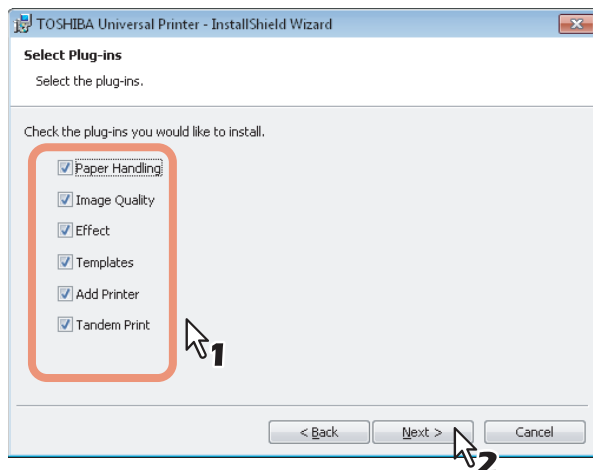 TOSHIBA Universal Printer - InstallShield Wizard
Select Plug-ins
Select the plug-ins.
Check the plug-ins you would like to install.
Paper Handling
Image Quality
Effect
Templates
Add Printer
Tandem Print
1
< Back
Next >
Cancel
2